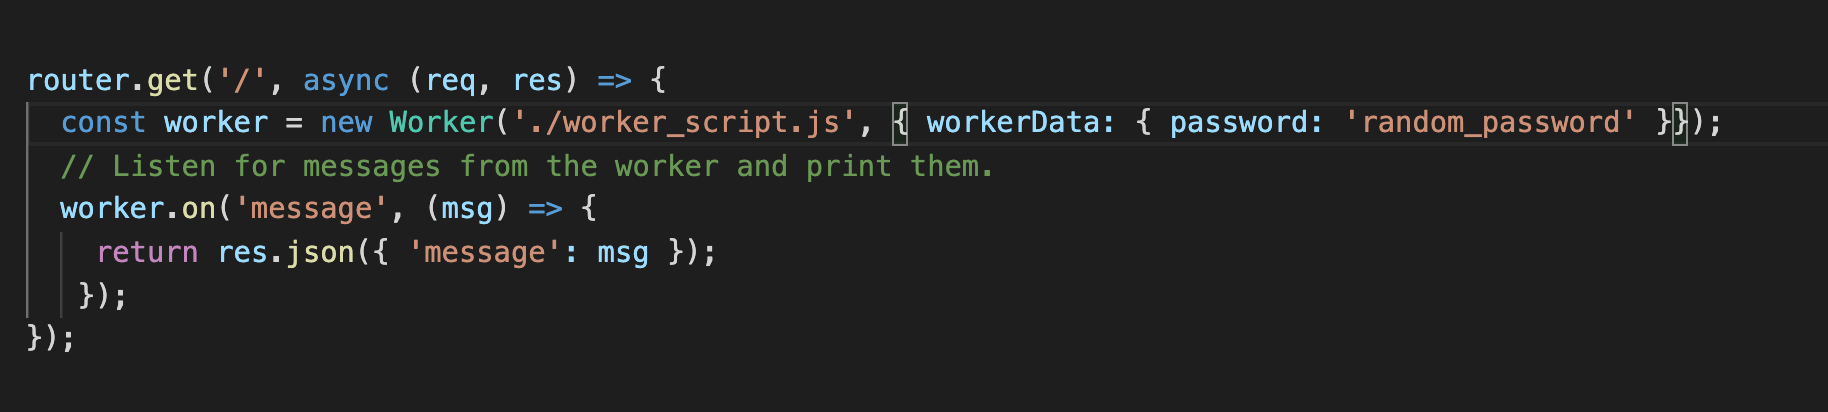 router.get('/', async (req, res) => {
const worker = new Worker('./worker_script.js', { workerData: { password: 'random_password' }});
// Listen for messages from the worker and print them.
worker.on('message', (msg) => {
return res.json({ 'message': msg });
});
});